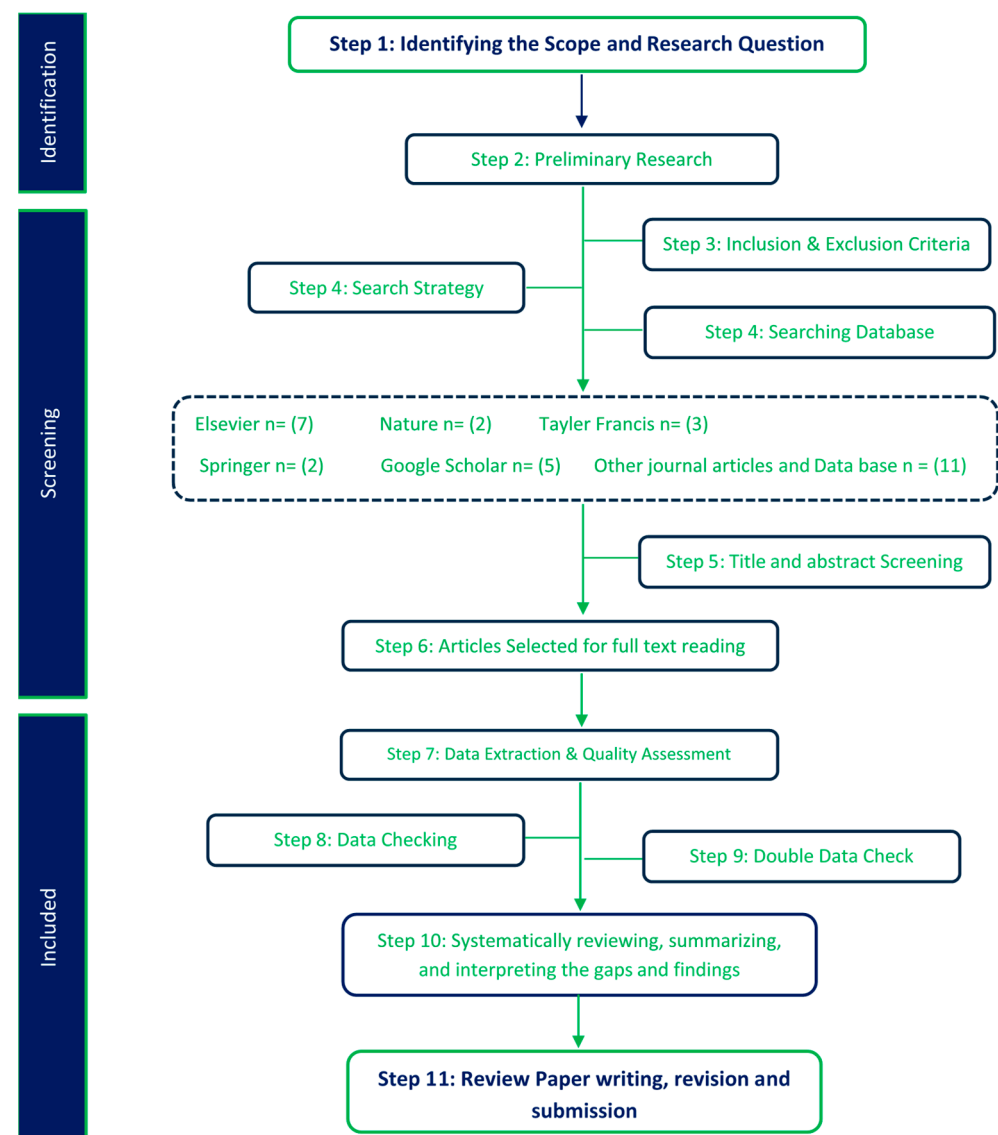 Identification
Step 1: Identifying the Scope and Research Question
Step 2: Preliminary Research
Screening
Step 3: Inclusion & Exclusion Criteria
Step 4: Search Strategy
Step 4: Searching Database
Elsevier n= (7) Nature n= (2) Tayler Francis n= (3)
Springer n= (2) Google Scholar n= (5) Other journal articles and Data base n = (11)
Step 5: Title and abstract Screening
Step 6: Articles Selected for full text reading
Included
Step 7: Data Extraction & Quality Assessment
Step 8: Data Checking
Step 9: Double Data Check
Step 10: Systematically reviewing, summarizing,
and interpreting the gaps and findings
Step 11: Review Paper writing, revision and
submission